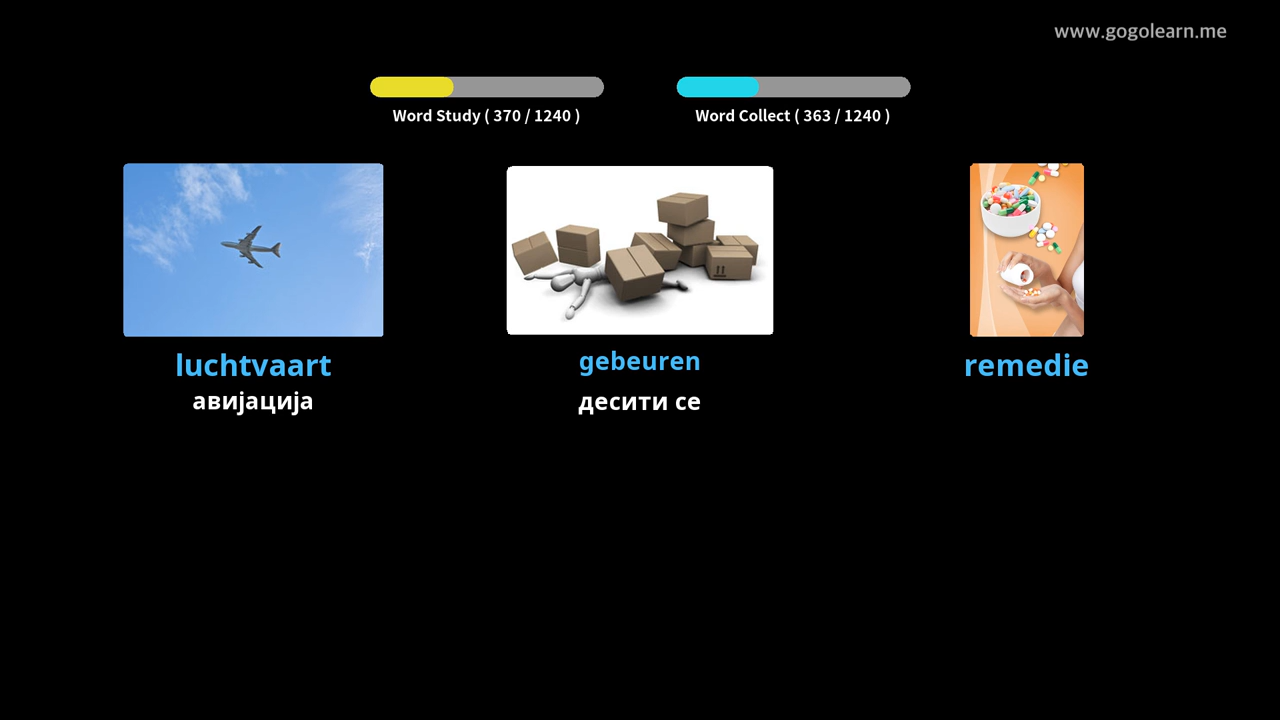 www.gogolearn.me
Word Study ( 370 / 1240 )
Word Collect ( 363 / 1240 )
luchtvaart
авијација
gebeuren
десити се
remedie